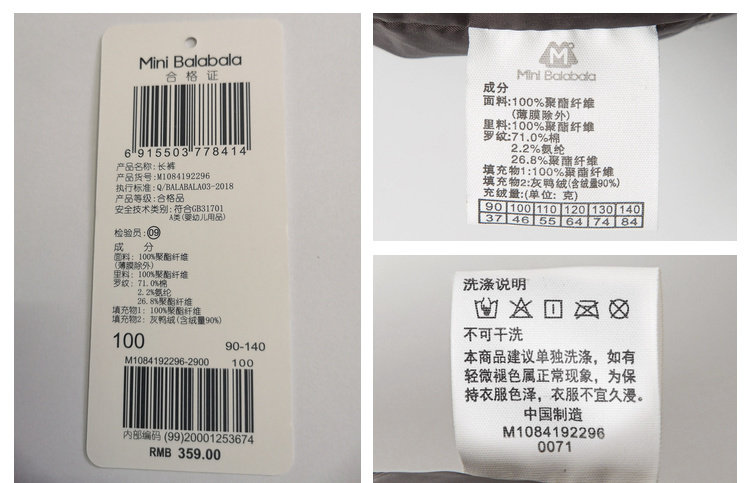 Mini Balabala
合格证
6 915503 778414
产品名称:长裤
产品货号:M1084192296
执行标准:Q/BALABALA03-2018
产品等级:合格品
安全技术类别:符合GB31701
A类(婴幼儿用品)
检验员:09
成 分
面料: 100%聚酯纤维
(薄膜除外)
里料: 100%聚酯纤维
罗纹: 71.0%棉
2.2%氨纶
26.8%聚酯纤维
填充物1: 100%聚酯纤维
填充物2: 灰鸭绒(含绒量90%)
100 90-140
M1084192296-2900 100
内部编码 (99)20001253674
RMB 359.00
Mini Balabala
成分
面料:100%聚酯纤维
(薄膜除外)
里料:100%聚酯纤维
罗纹:71.0%棉
2.2%氨纶
26.8%聚酯纤维
填充物1:100%聚酯纤维
填充物2:灰鸭绒(含绒量90%)
充绒量:(单位: 克)
90 100 110 120 130 140
37 46 55 64 74 84
洗涤说明
不可干洗
本商品建议单独洗涤, 如有
轻微褪色属正常现象, 为保
持衣服色泽, 衣服不宜久浸。
中国制造
M1084192296
0071